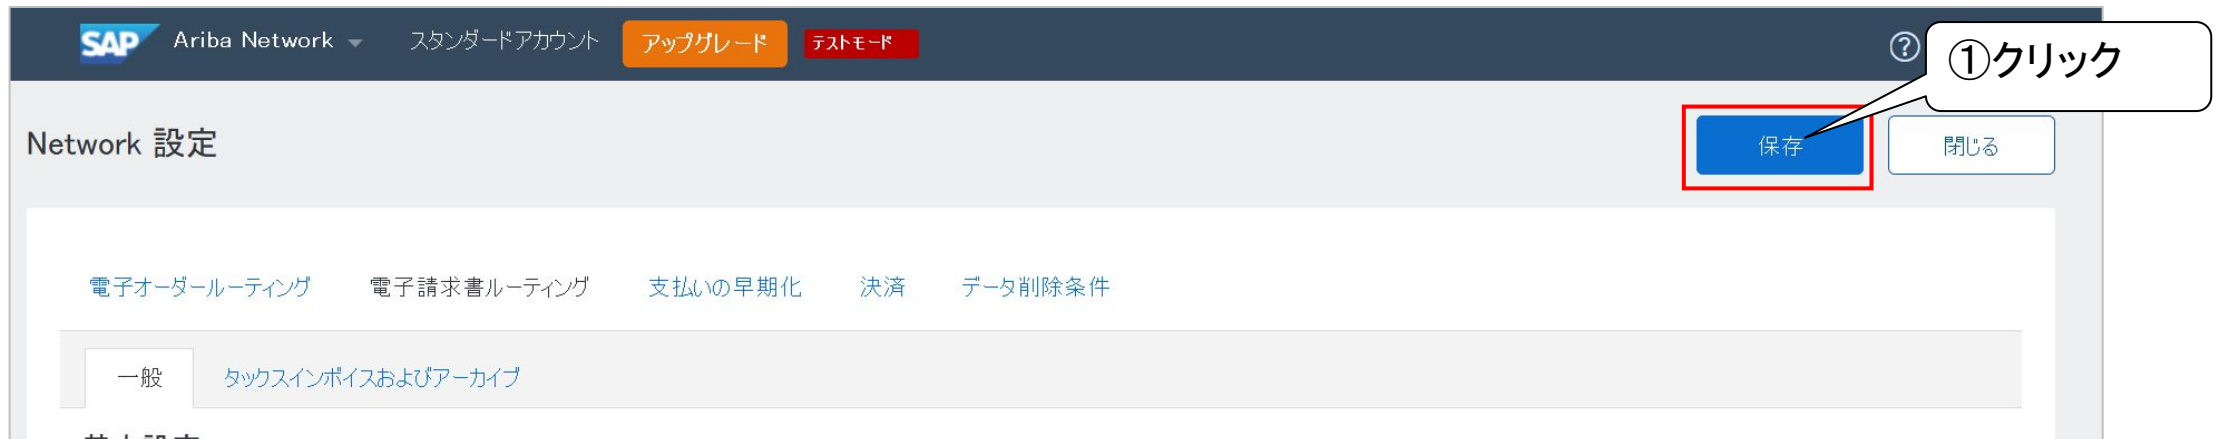 SAP Ariba Network スタンダードアカウント アップグレード テストモード ?
①クリック
Network 設定 保存 閉じる
電子オーダールーティング 電子請求書ルーティング 支払いの早期化 決済 データ削除条件
一般 タックスインボイスおよびアーカイブ